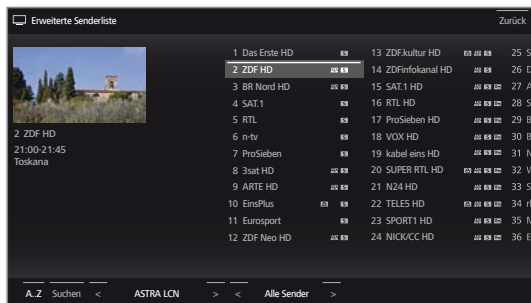 Erweiterte Senderliste Zurück
1 Das Erste HD
2 ZDF HD
3 BR Nord HD
4 SAT.1
5 RTL
6 n-tv
7 ProSieben
8 3sat HD
9 ARTE HD
10 EinsPlus
11 Eurosport
12 ZDF Neo HD
13 ZDF.kultur HD
14 ZDFinfokanal HD
15 SAT.1 HD
16 RTL HD
17 ProSieben HD
18 VOX HD
19 kabel eins HD
20 SUPER RTL HD
21 N24 HD
22 TELE5 HD
23 SPORT1 HD
24 NICK/CC HD
25 S
26 D
27 A
28 S
29 B
30 B
31 N
32 V
33 S
34 r
35 N
36 E
2 ZDF HD
21:00-21:45
Toskana
A..Z Suchen < ASTRA LCN > < Alle Sender >